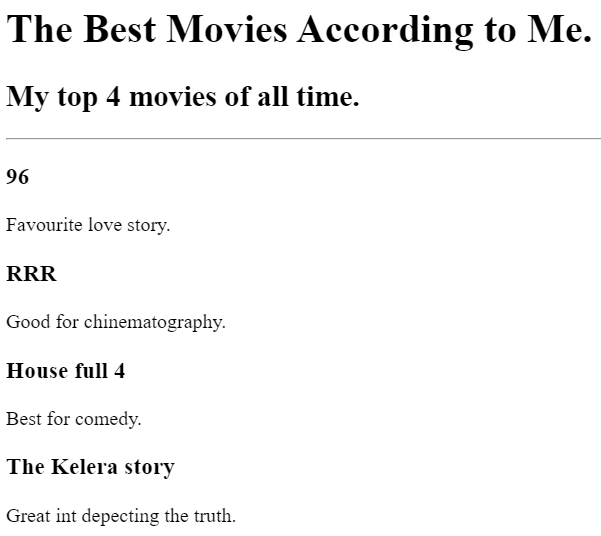 The Best Movies According to Me.
My top 4 movies of all time.
96
Favourite love story.
RRR
Good for chinematography.
House full 4
Best for comedy.
The Kelera story
Great int depecting the truth.